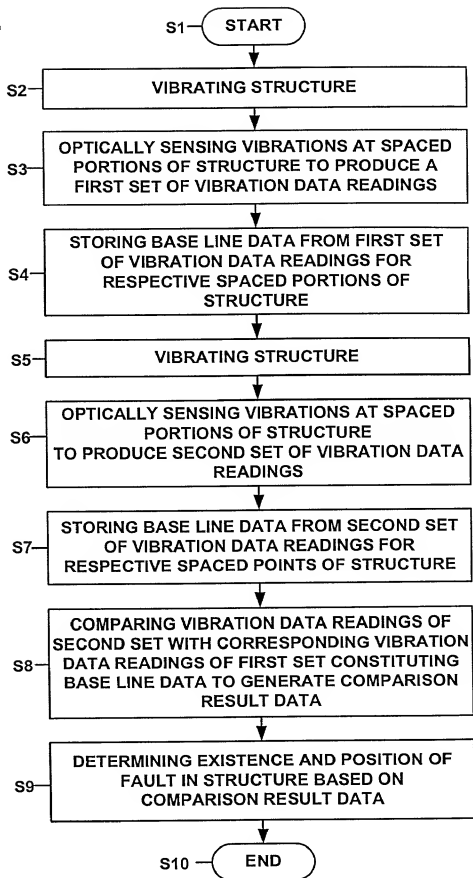 S1
START
S2
VIBRATING STRUCTURE
S3
OPTICALLY SENSING VIBRATIONS AT SPACED
PORTIONS OF STRUCTURE TO PRODUCE A
FIRST SET OF VIBRATION DATA READINGS
S4
STORING BASE LINE DATA FROM FIRST SET
OF VIBRATION DATA READINGS FOR
RESPECTIVE SPACED PORTIONS OF
STRUCTURE
S5
VIBRATING STRUCTURE
S6
OPTICALLY SENSING VIBRATIONS AT SPACED
PORTIONS OF STRUCTURE
TO PRODUCE SECOND SET OF VIBRATION DATA
READINGS
S7
STORING BASE LINE DATA FROM SECOND SET
OF VIBRATION DATA READINGS FOR
RESPECTIVE SPACED POINTS OF STRUCTURE
S8
COMPARING VIBRATION DATA READINGS OF
SECOND SET WITH CORRESPONDING VIBRATION
DATA READINGS OF FIRST SET CONSTITUTING
BASE LINE DATA TO GENERATE COMPARISON
RESULT DATA
S9
DETERMINING EXISTENCE AND POSITION OF
FAULT IN STRUCTURE BASED ON
COMPARISON RESULT DATA
S10
END